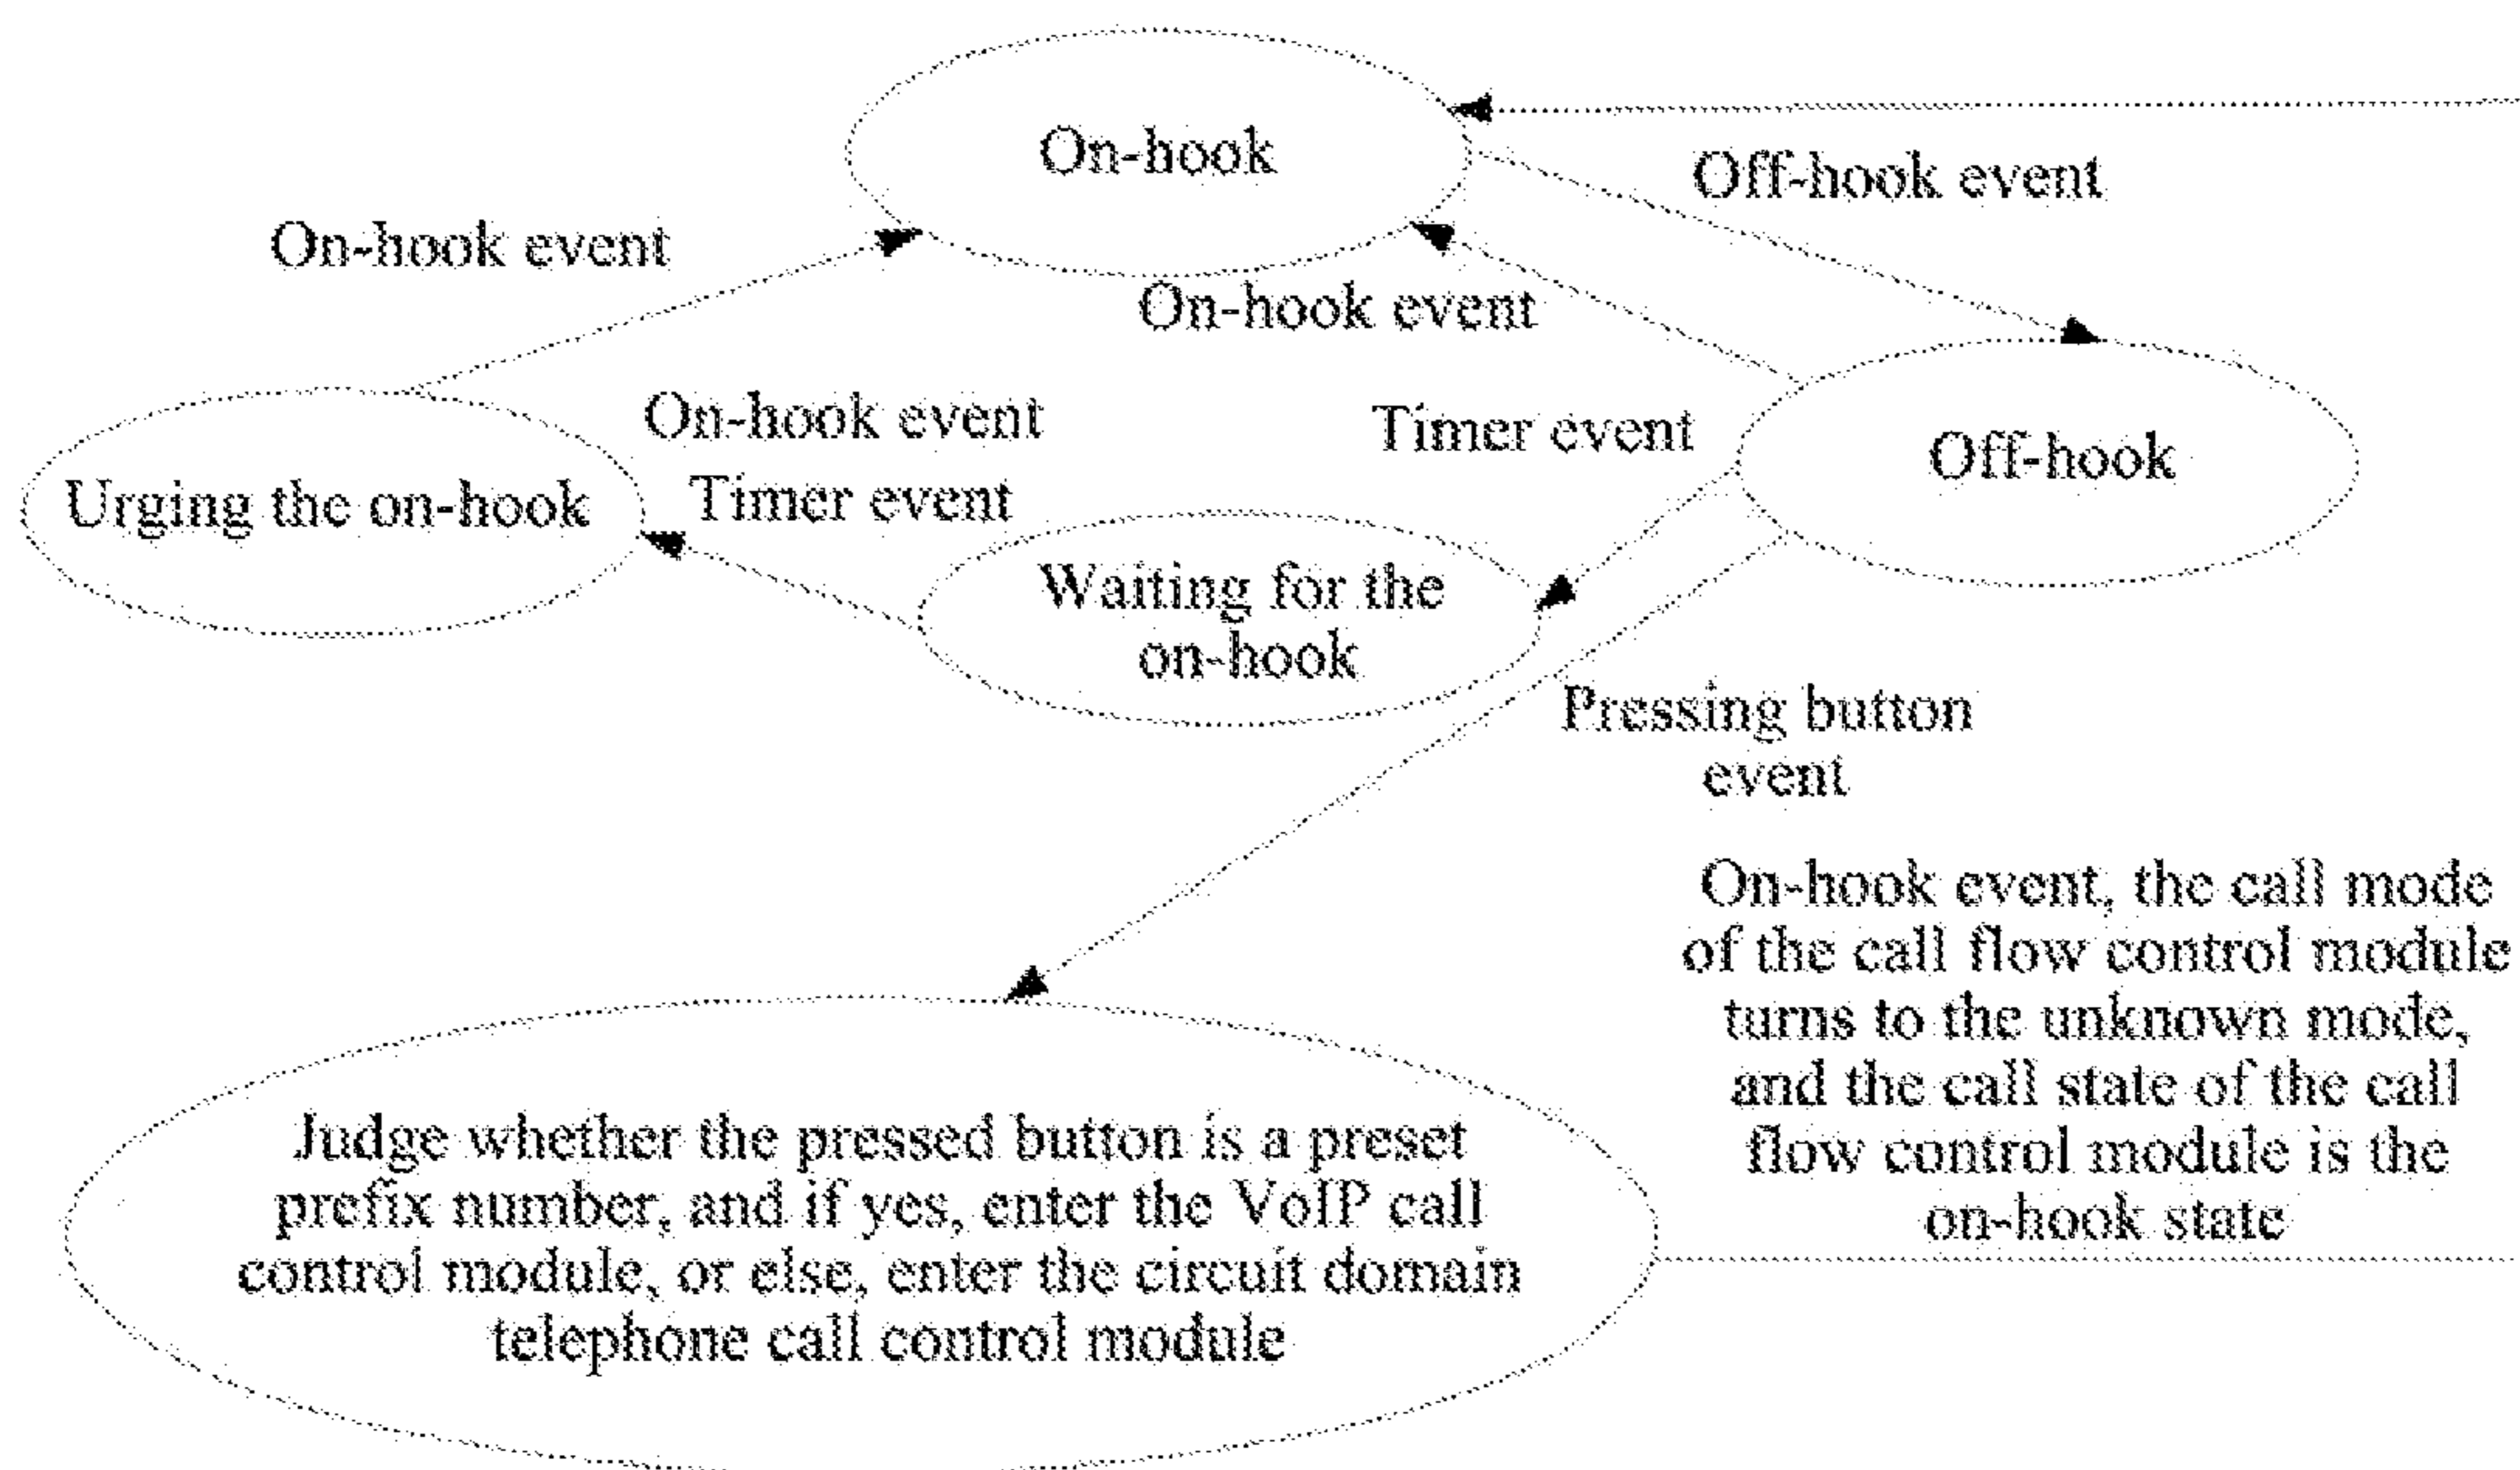 On-hook
Off-hook event
On-hook event
On-hook event
On-hook event
Timer event
Timer event
Off-hook
Urging the on-hook
Waiting for the
on-hook
Pressing button
event
On-hook event, the call mode
of the call flow control module
turns to the unknown mode,
and the call state of the call
flow control module is the
on-hook state
Judge whether the pressed button is a preset
prefix number, and if yes, enter the VoIP call
control module, or else, enter the circuit domain
telephone call control module